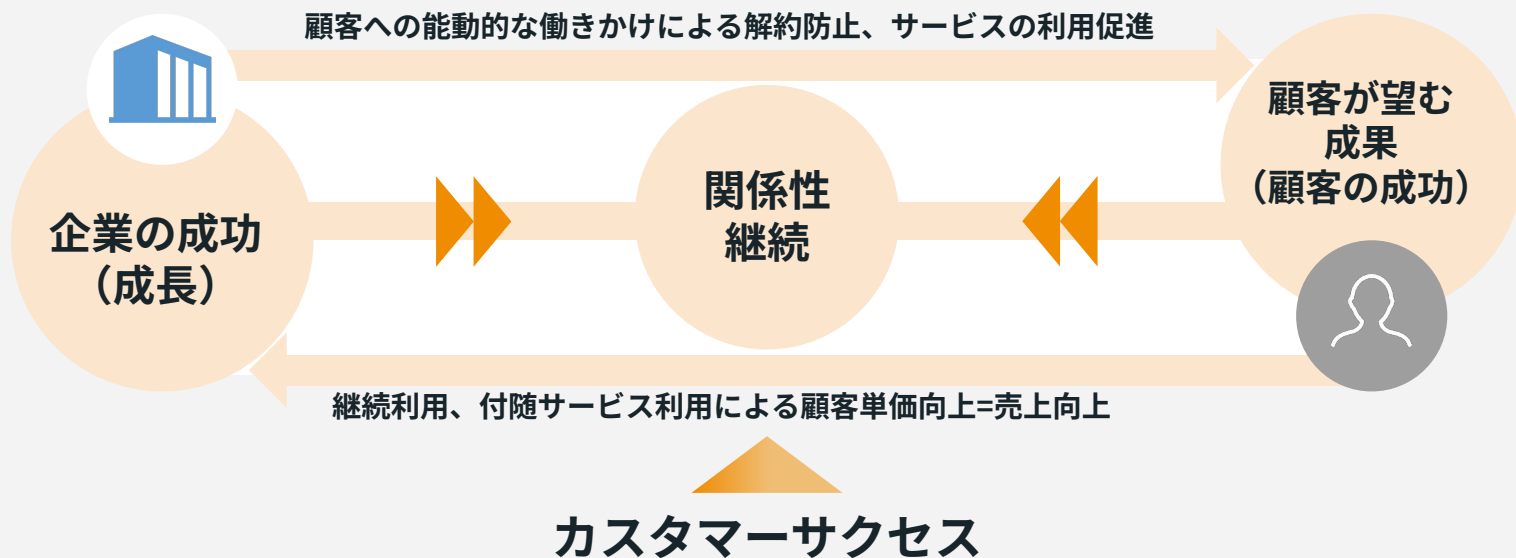 顧客への能動的な働きかけによる解約防止、サービスの利用促進
企業の成功
（成長）
関係性
継続
顧客が望む
成果
（顧客の成功）
継続利用、付随サービス利用による顧客単価向上=売上向上
カスタマーサクセス